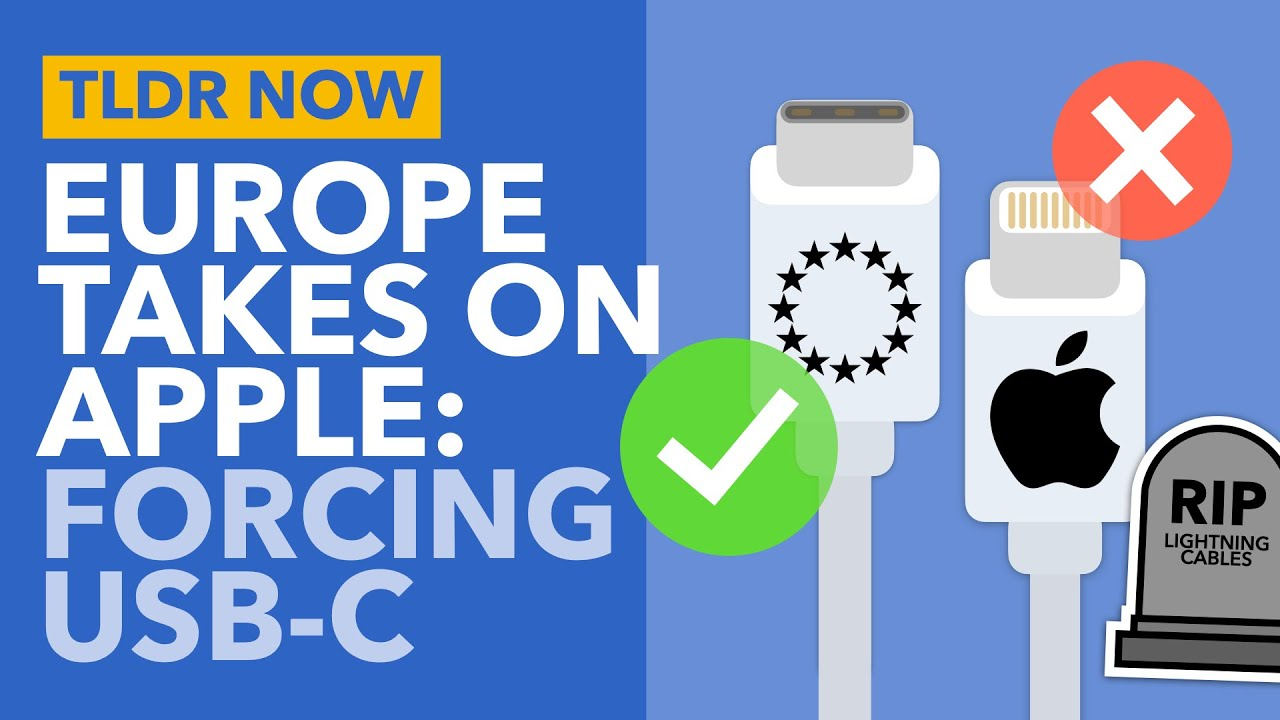 TLDR NOW
EUROPE
TAKES ON
APPLE:
FORCING
USB-C
RIP
LIGHTNING
CABLES